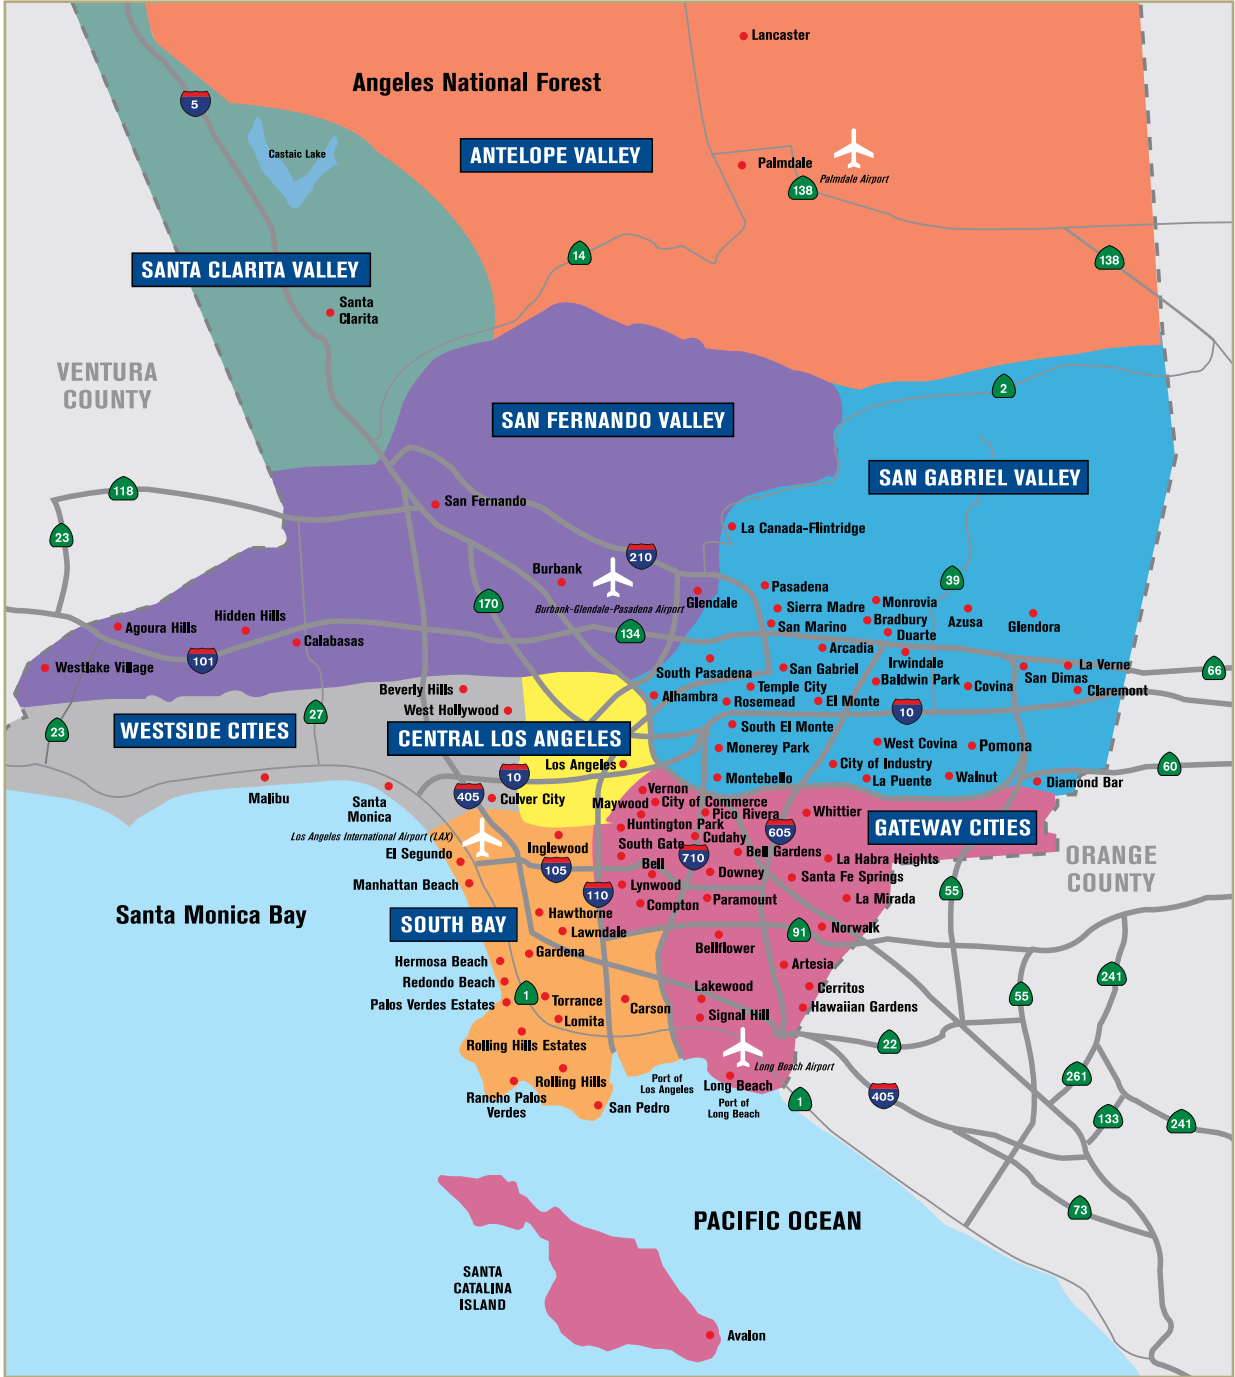 Lancaster
Angeles National Forest
5
Castaic Lake
ANTELOPE VALLEY
Palmdale
Palmdale Airport
138
SANTA CLARITA VALLEY
14
138
Santa
Clarita
VENTURA
COUNTY
2
SAN FERNANDO VALLEY
SAN GABRIEL VALLEY
118
San Fernando
23
La Canada-Flintridge
210
Burbank
39
Pasadena
170
Burbank-Glendale-Pasadena Airport
Glendale
Sierra Madre
Monrovia
Hidden Hills
Agoura Hills
134
San Marino
Bradbury
Azusa
Glendora
Duarte
Calabasas
Arcadia
101
Westlake Village
South Pasadena
San Gabriel
Irwindale
San Dimas
La Verne
66
Beverly Hills
Alhambra
Temple City
Baldwin Park
Covina
Claremont
Rosemead
El Monte
West Hollywood
10
27
23
WESTSIDE CITIES
CENTRAL LOS ANGELES
South El Monte
Monerey Park
West Covina
Pomona
Los Angeles
City of Industry
60
10
Montebello
La Puente
Walnut
Diamond Bar
Malibu
Santa
Monica
405
Culver City
Vernon
Maywood
City of Commerce
Pico Rivera
Whittier
Los Angeles International Airport (LAX)
Huntington Park
605
GATEWAY CITIES
Inglewood
South Gate
Cudahy
El Segundo
105
Bell
710
Bell Gardens
La Habra Heights
ORANGE
COUNTY
Manhattan Beach
110
Lynwood
Downey
Santa Fe Springs
55
Santa Monica Bay
SOUTH BAY
Hawthorne
Compton
Paramount
La Mirada
Lawndale
91
Norwalk
Gardena
Bellflower
Hermosa Beach
Artesia
241
Redondo Beach
1
Torrance
Lakewood
Cerritos
55
Palos Verdes Estates
Carson
Hawaiian Gardens
Lomita
Signal Hill
Rolling Hills Estates
22
Long Beach Airport
Rolling Hills
Port of
Los Angeles
Long Beach
261
Rancho Palos
Verdes
San Pedro
Port of
Long Beach
1
405
133
241
73
PACIFIC OCEAN
SANTA
CATALINA
ISLAND
Avalon